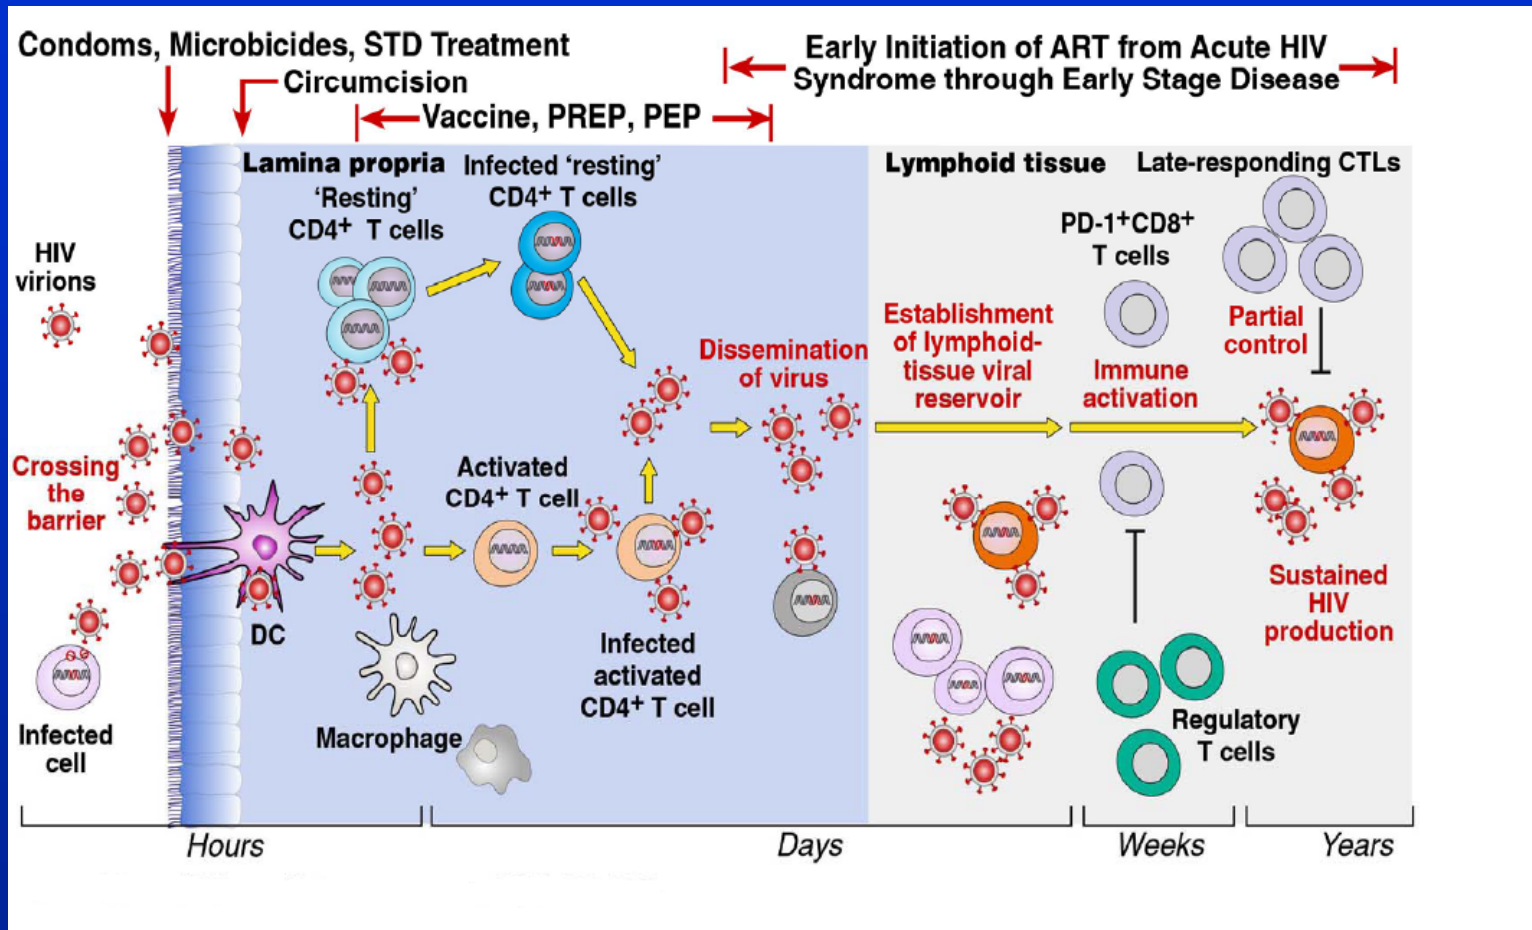 Condoms, Microbicides, STD Treatment
Circumcision
Vaccine, PREP, PEP
Early Initiation of ART from Acute HIV
Syndrome through Early Stage Disease
Lamina propria
'Resting'
CD4+ T cells
Infected 'resting'
CD4+ T cells
Lymphoid tissue
Late-responding CTLs
PD-1+CD8+
T cells
HIV
virions
Crossing
the
barrier
Infected
cell
DC
Macrophage
Activated
CD4+ T cell
Infected
activated
CD4+ T cell
Dissemination
of virus
Establishment
of lymphoid-
tissue viral
reservoir
Immune
activation
Partial
control
Regulatory
T cells
Sustained
HIV
production
Hours
Days
Weeks
Years